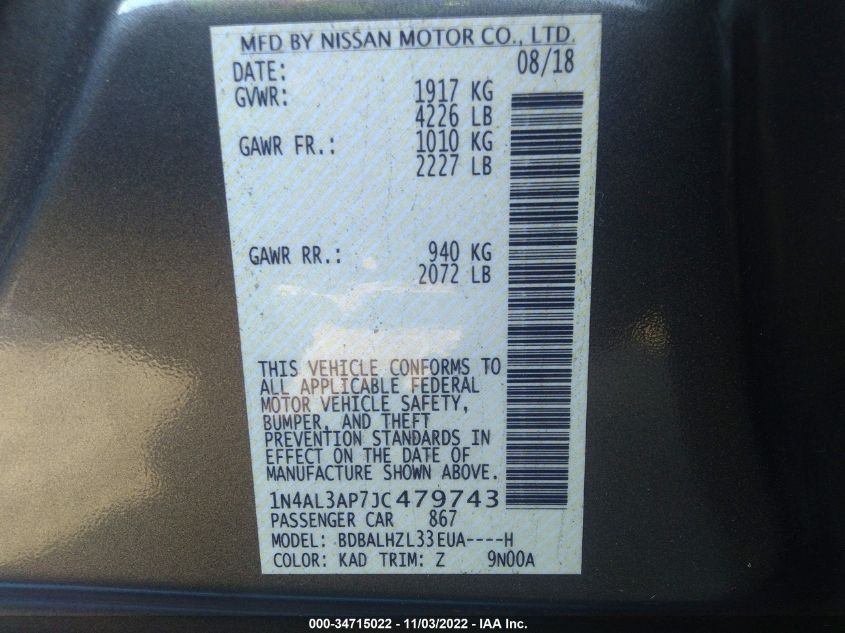 MFD BY NISSAN MOTOR CO., LTD.
DATE: 08/18
GVWR: 1917 KG
4226 LB
GAWR FR.: 1010 KG
2227 LB
GAWR RR.: 940 KG
2072 LB
THIS VEHICLE CONFORMS TO
ALL APPLICABLE FEDERAL
MOTOR VEHICLE SAFETY,
BUMPER, AND THEFT
PREVENTION STANDARDS IN
EFFECT ON THE DATE OF
MANUFACTURE SHOWN ABOVE.
1N4AL3AP7JC479743
PASSENGER CAR 867
MODEL: BDBALHZL33EUA----H
COLOR: KAD TRIM: Z 9N00A
000-34715022 - 11/03/2022 - IAA Inc.